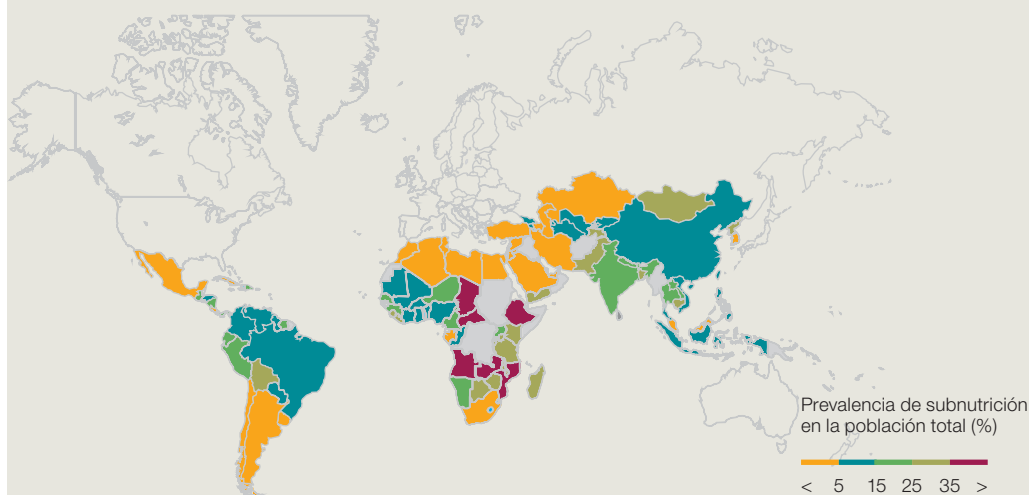 Prevalencia de subnutrición
en la población total (%)
< 5 15 25 35 >